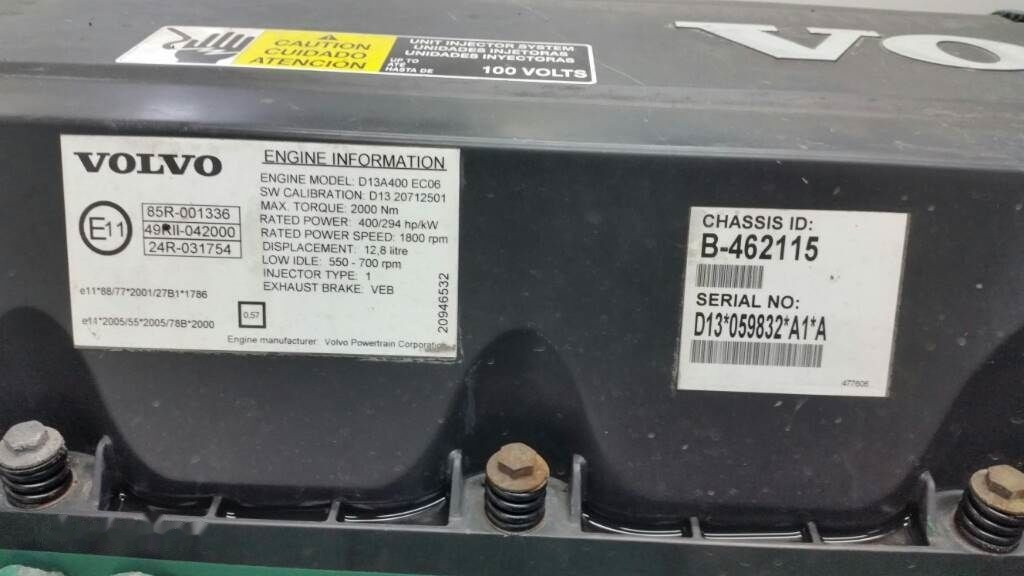 CAUTION
CUIDADO
ATENCIÓN
UNIT INJECTOR SYSTEM
UNIDADES INJETORAS
UNIDADES INYECTORAS
UP TO
ATÉ
HASTA DE
100 VOLTS
VO
VOLVO
E11
85R-001336
49RII-042000
24R-031754
e11*88/77*2001/27B1*1786
e11*2005/55*2005/78B*2000
0,57
ENGINE INFORMATION
ENGINE MODEL: D13A400 EC06
SW CALIBRATION: D13 20712501
MAX. TORQUE: 2000 Nm
RATED POWER: 400/294 hp/kW
RATED POWER SPEED: 1800 rpm
DISPLACEMENT: 12,8 litre
LOW IDLE: 550 - 700 rpm
INJECTOR TYPE: 1
EXHAUST BRAKE: VEB
20946532
Engine manufacturer: Volvo Powertrain Corporation
CHASSIS ID:
B-462115
SERIAL NO:
D13*059832*A1*A
477606